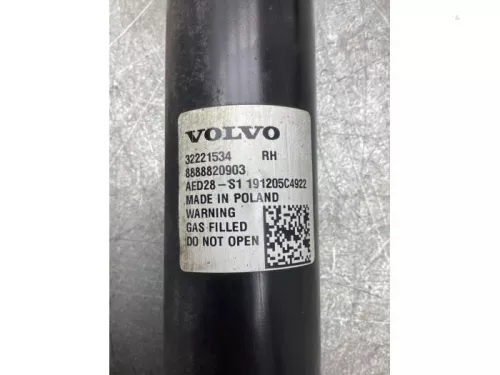 VOLVO
32221534 RH
8888820903
AED28-S1 191205C4922
MADE IN POLAND
WARNING
GAS FILLED
DO NOT OPEN